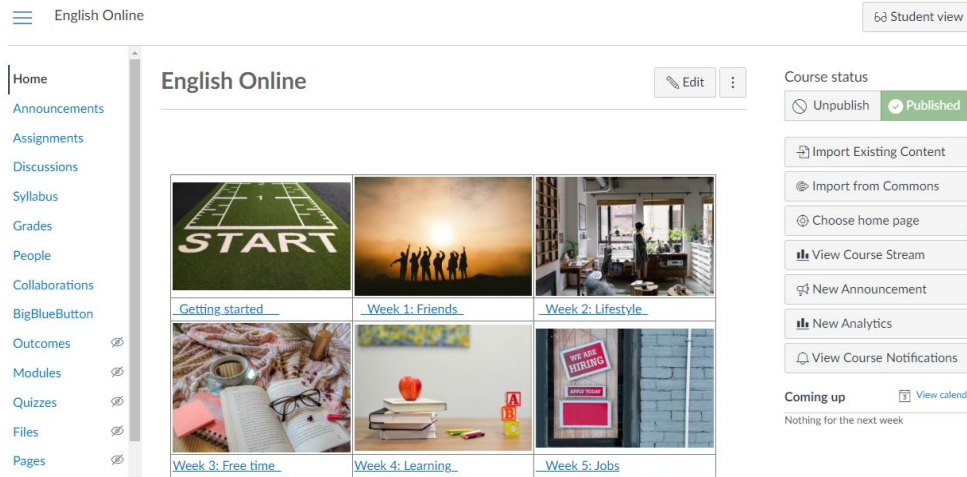 English Online
Student view
Home
Announcements
Assignments
Discussions
Syllabus
Grades
People
Collaborations
BigBlueButton
Outcomes
Modules
Quizzes
Files
Pages
English Online
Edit
START
Getting started
Week 1: Friends
Week 2: Lifestyle
WE ARE
HIRING
APPLY TODAY
A
B
Week 3: Free time
Week 4: Learning
Week 5: Jobs
Course status
Unpublish
Published
Import Existing Content
Import from Commons
Choose home page
View Course Stream
New Announcement
New Analytics
View Course Notifications
Coming up
3 View calend
Nothing for the next week